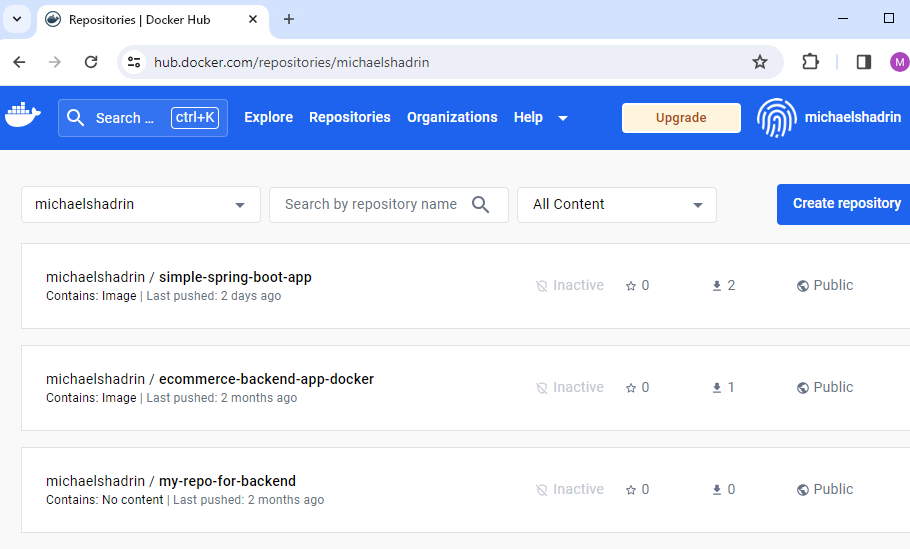 Repositories | Docker Hub
hub.docker.com/repositories/michaelshadrin
M
Search ... ctrl+K Explore Repositories Organizations Help Upgrade michaelshadrin
michaelshadrin Search by repository name All Content Create repository
michaelshadrin / simple-spring-boot-app
Contains: Image | Last pushed: 2 days ago
Inactive 0 2 Public
michaelshadrin / ecommerce-backend-app-docker
Contains: Image | Last pushed: 2 months ago
Inactive 0 1 Public
michaelshadrin / my-repo-for-backend
Contains: No content | Last pushed: 2 months ago
Inactive 0 0 Public